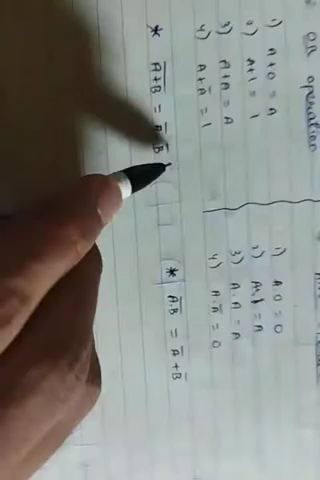 OR operation
1) A+0 = A
2) A+1 = 1
3) A+A = A
4) A+A̅ = 1
* A̅+̅B̅ = A̅.B̅
1) A.0 = 0
2) A.1 = A
3) A.A = A
4) A.A̅ = 0
* A̅.̅B̅ = A̅+B̅